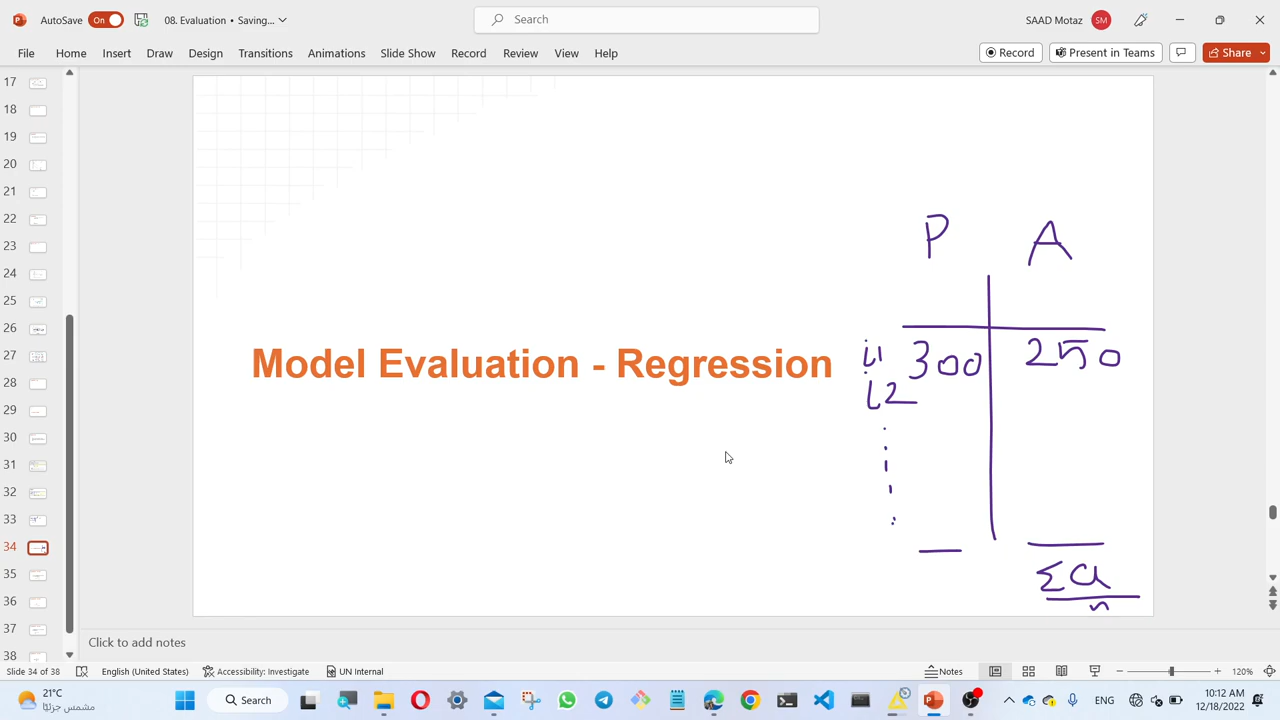 AutoSave On 08. Evaluation • Saving... Search SAAD Motaz SM
File Home Insert Draw Design Transitions Animations Slide Show Record Review View Help Record Present in Teams Share
17
18
19
20
21
22
23
24
25
26
27
28
29
30
31
32
33
34
35
36
37
38
P A
Model Evaluation - Regression
i1 300 250
i2
Σa
n
Click to add notes
Slide 34 of 38 English (United States) Accessibility: Investigate UN Internal Notes 120%
21°C
مشمس جزئيًا
Search
ENG
10:12 AM
12/18/2022